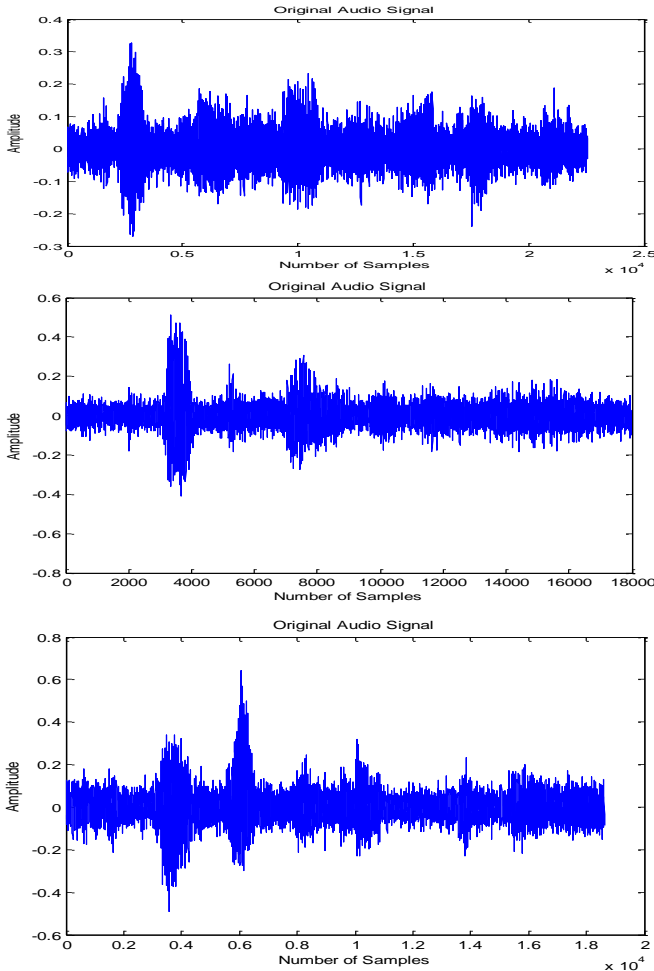 Original Audio Signal
0.4
0.3
0.2
0.1
0
-0.1
-0.2
-0.3
Amplitude
0 0.5 1 1.5 2 2.5
Number of Samples
x 10^4
Original Audio Signal
0.6
0.4
0.2
0
-0.2
-0.4
-0.6
-0.8
Amplitude
0 2000 4000 6000 8000 10000 12000 14000 16000 18000
Number of Samples
Original Audio Signal
0.8
0.6
0.4
0.2
0
-0.2
-0.4
-0.6
Amplitude
0 0.2 0.4 0.6 0.8 1 1.2 1.4 1.6 1.8 2
Number of Samples
x 10^4